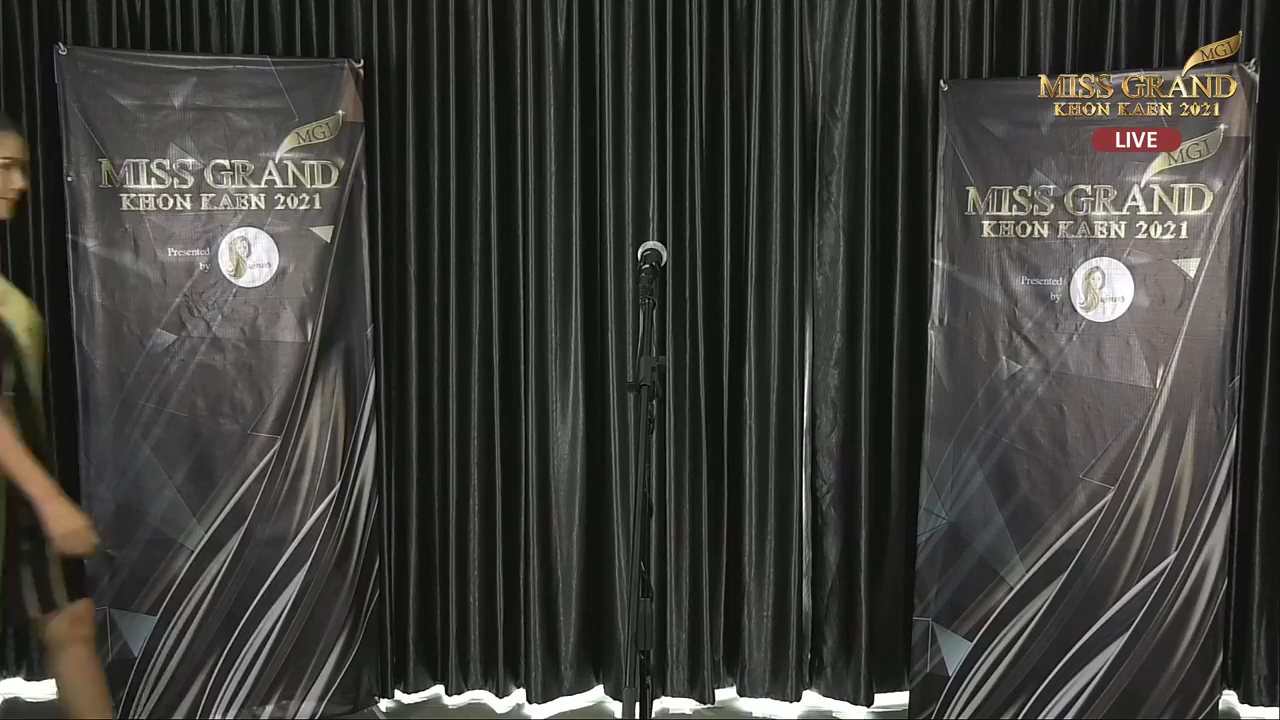 MGI
MISS GRAND
KHON KAEN 2021
Presented
by
MGI
MISS GRAND
KHON KAEN 2021
LIVE
MGI
MISS GRAND
KHON KAEN 2021
Presented
by